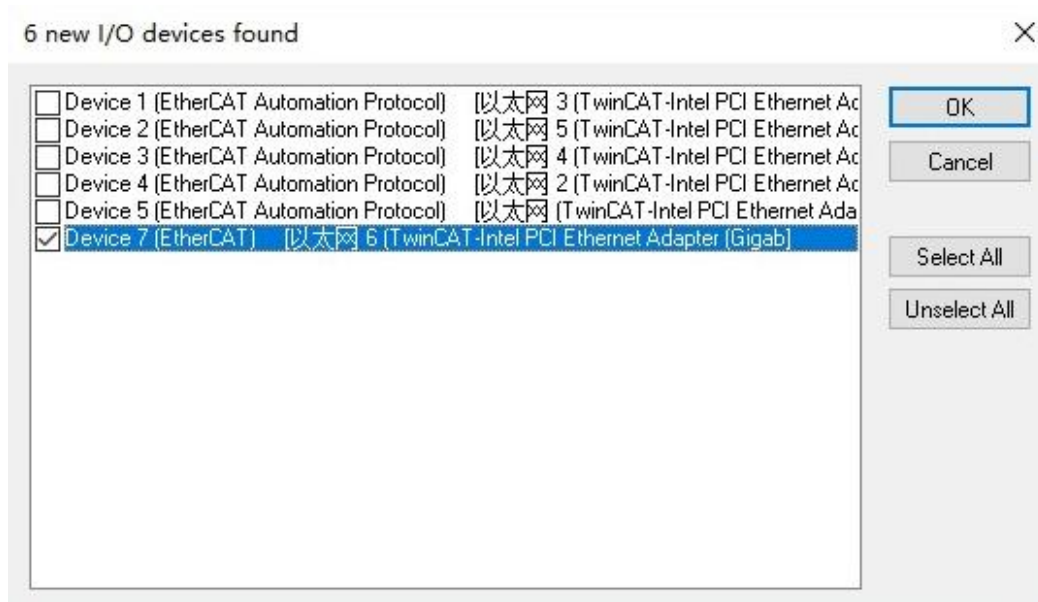 6 new I/O devices found
Device 1 (EtherCAT Automation Protocol) [以太网 3 (TwinCAT-Intel PCI Ethernet Ac
Device 2 (EtherCAT Automation Protocol) [以太网 5 (TwinCAT-Intel PCI Ethernet Ac
Device 3 (EtherCAT Automation Protocol) [以太网 4 (TwinCAT-Intel PCI Ethernet Ac
Device 4 (EtherCAT Automation Protocol) [以太网 2 (TwinCAT-Intel PCI Ethernet Ac
Device 5 (EtherCAT Automation Protocol) [以太网 (TwinCAT-Intel PCI Ethernet Ada
Device 7 (EtherCAT) [以太网 6 (TwinCAT-Intel PCI Ethernet Adapter (Gigab]
OK
Cancel
Select All
Unselect All